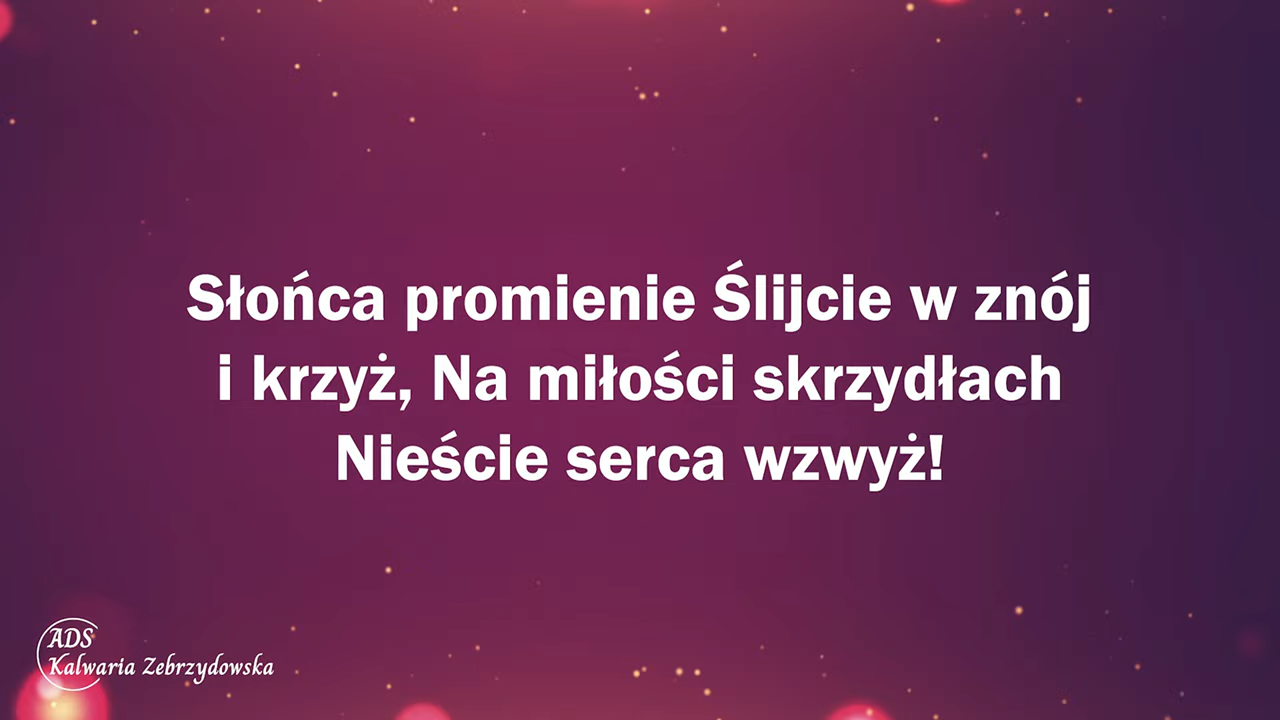 Słońca promienie Ślijcie w znój
i krzyż, Na miłości skrzydłach
Nieście serca wzwyż!
ADS
Kalwaria Zebrzydowska